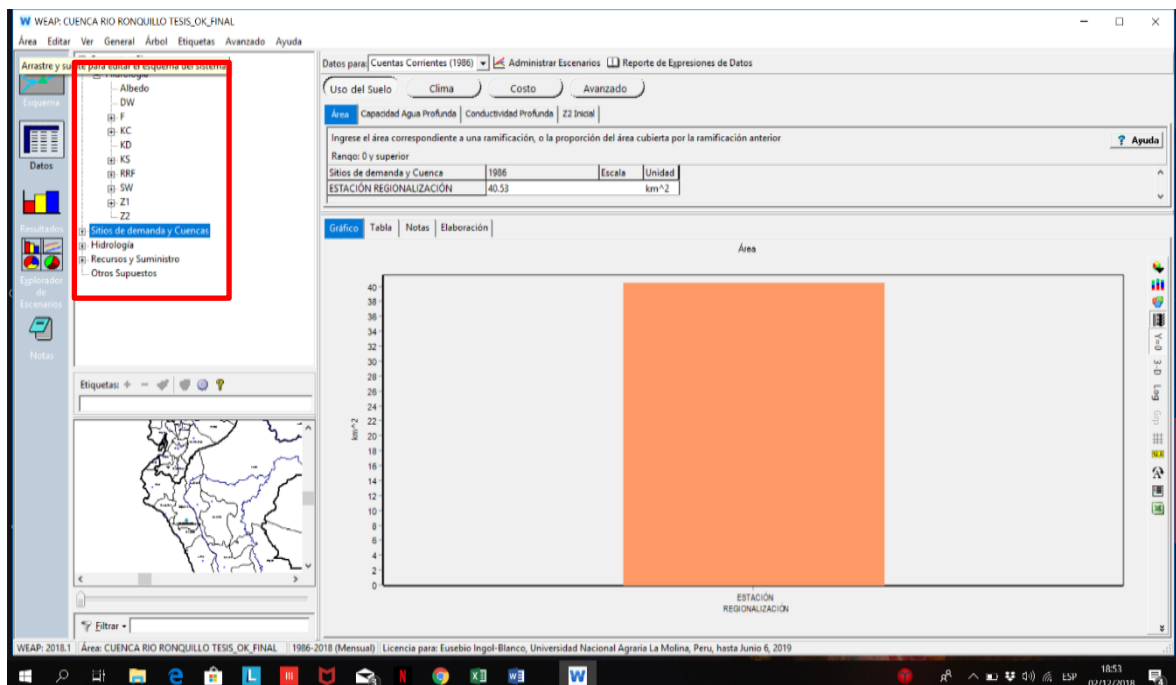 WEAP: CUENCA RIO RONQUILLO TESIS_OK_FINAL
Área Editar Ver General Árbol Etiquetas Avanzado Ayuda
Arrastre y suelte para editar el esquema del sistema
Esquema
Datos
Resultados
Explorador
de
Escenarios
Notas
Hidrología
Albedo
DW
F
KC
KD
KS
RRF
SW
Z1
Z2
Sitios de demanda y Cuencas
Hidrología
Recursos y Suministro
Otros Supuestos
Etiquetas:
Filtrar
Datos para: Cuentas Corrientes (1986) Administrar Escenarios Reporte de Expresiones de Datos
Uso del Suelo Clima Costo Avanzado
Área Capacidad Agua Profunda Conductividad Profunda Z2 Inicial
Ingrese el área correspondiente a una ramificación, o la proporción del área cubierta por la ramificación anterior
? Ayuda
Rango: 0 y superior
Sitios de demanda y Cuenca 1986 Escala Unidad
ESTACIÓN REGIONALIZACIÓN 40.53 km^2
Gráfico Tabla Notas Elaboración
Área
km^2
40
38
36
34
32
30
28
26
24
22
20
18
16
14
12
10
8
6
4
2
0
ESTACIÓN
REGIONALIZACIÓN
Y=0
3-D
Log
Grp
WEAP: 2018.1 Área: CUENCA RIO RONQUILLO TESIS_OK_FINAL 1986-2018 (Mensual) Licencia para: Eusebio Ingol-Blanco, Universidad Nacional Agraria La Molina, Peru, hasta Junio 6, 2019
ESP
18:53
02/12/2018